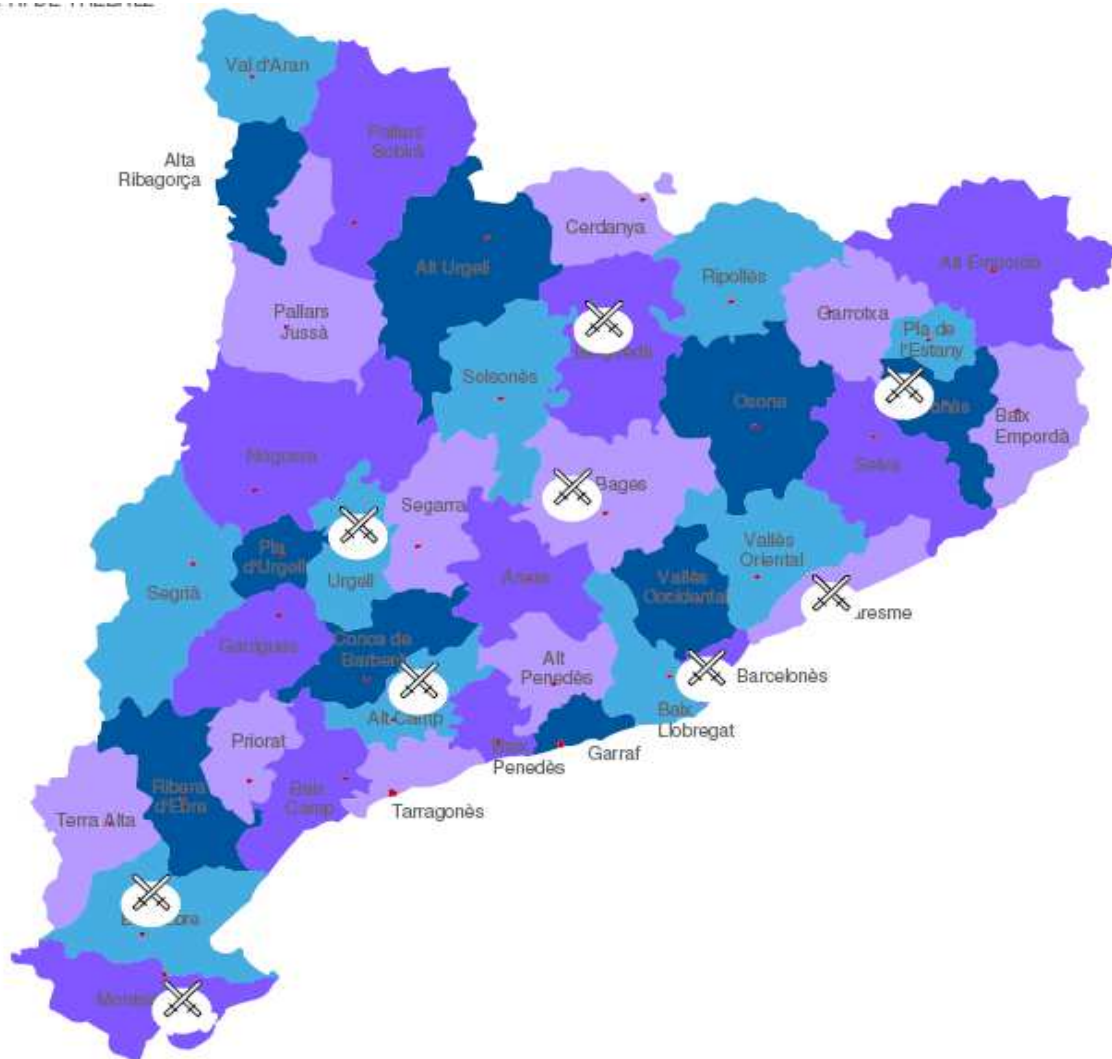 Val d'Aran
Pallars
Sobirà
Alta
Ribagorça
Cerdanya
Alt Urgell
Ripollès
Alt Empordà
Garrotxa
Pla de
l'Estany
Pallars
Jussà
Solsonès
Osona
Baix
Empordà
Noguera
Selva
Segarra
Bages
Pla
d'Urgell
Urgell
Vallès
Oriental
Segrià
Anoia
Vallès
Occidental
Garrigues
Conca de
Barberà
Alt
Penedès
Barcelonès
Alt Camp
Baix
Llobregat
Priorat
Baix
Penedès
Garraf
Ribera
d'Ebre
Baix
Camp
Terra Alta
Tarragonès